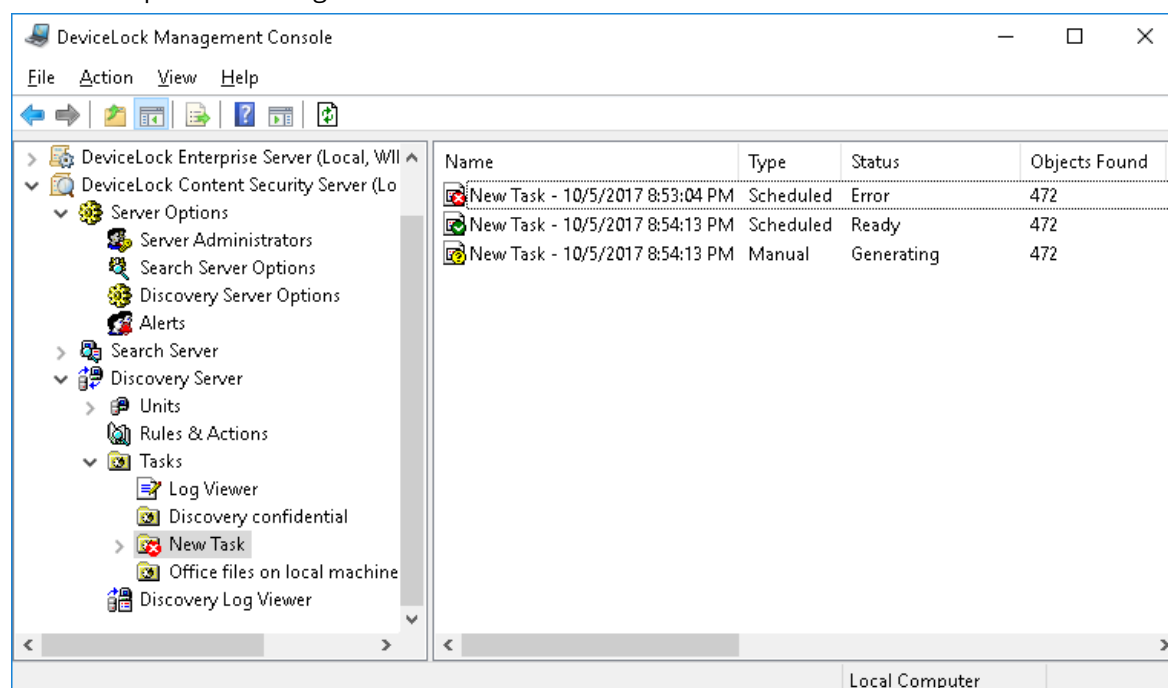 DeviceLock Management Console
File Action View Help
DeviceLock Enterprise Server (Local, WII
DeviceLock Content Security Server (Lo
Server Options
Server Administrators
Search Server Options
Discovery Server Options
Alerts
Search Server
Discovery Server
Units
Rules & Actions
Tasks
Log Viewer
Discovery confidential
New Task
Office files on local machine
Discovery Log Viewer
Name Type Status Objects Found
New Task - 10/5/2017 8:53:04 PM Scheduled Error 472
New Task - 10/5/2017 8:54:13 PM Scheduled Ready 472
New Task - 10/5/2017 8:54:13 PM Manual Generating 472
Local Computer